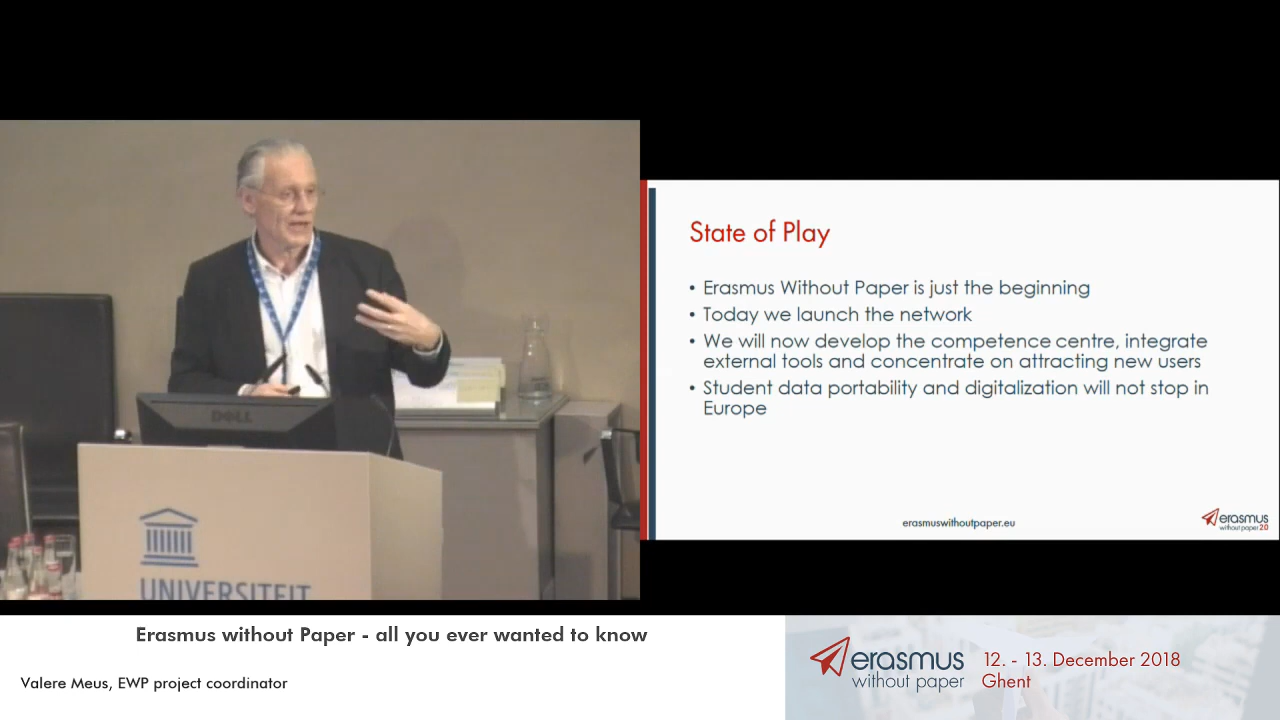 DELL
UNIVERSITEIT
State of Play
• Erasmus Without Paper is just the beginning
• Today we launch the network
• We will now develop the competence centre, integrate
external tools and concentrate on attracting new users
• Student data portability and digitalization will not stop in
Europe
erasmuswithoutpaper.eu
erasmus
without paper 2.0
Erasmus without Paper - all you ever wanted to know
Valere Meus, EWP project coordinator
erasmus
without paper
12. - 13. December 2018
Ghent